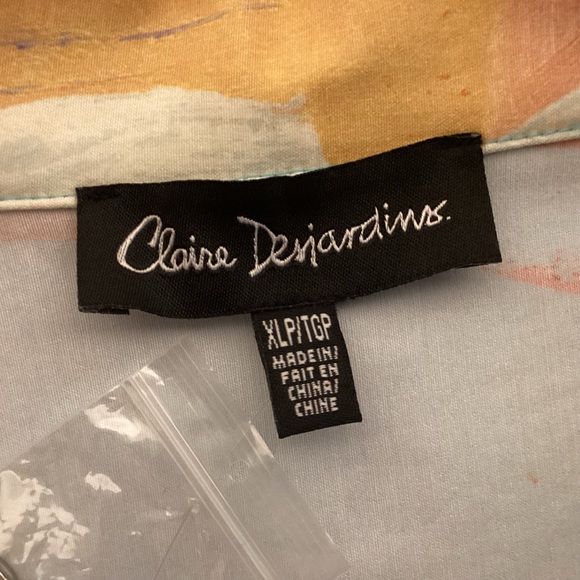 Claire Desjardins.
XLP/TGP
MADE IN/
FAIT EN
CHINA/
CHINE